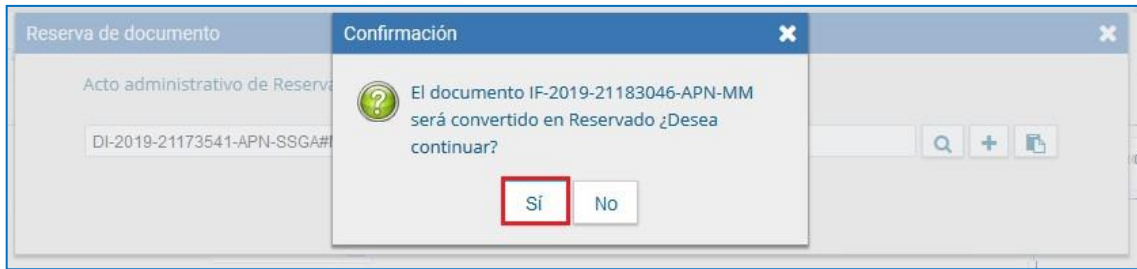 Reserva de documento
Confirmación
Acto administrativo de Reserva
El documento IF-2019-21183046-APN-MM
será convertido en Reservado ¿Desea
continuar?
DI-2019-21173541-APN-SSGA#
Sí
No